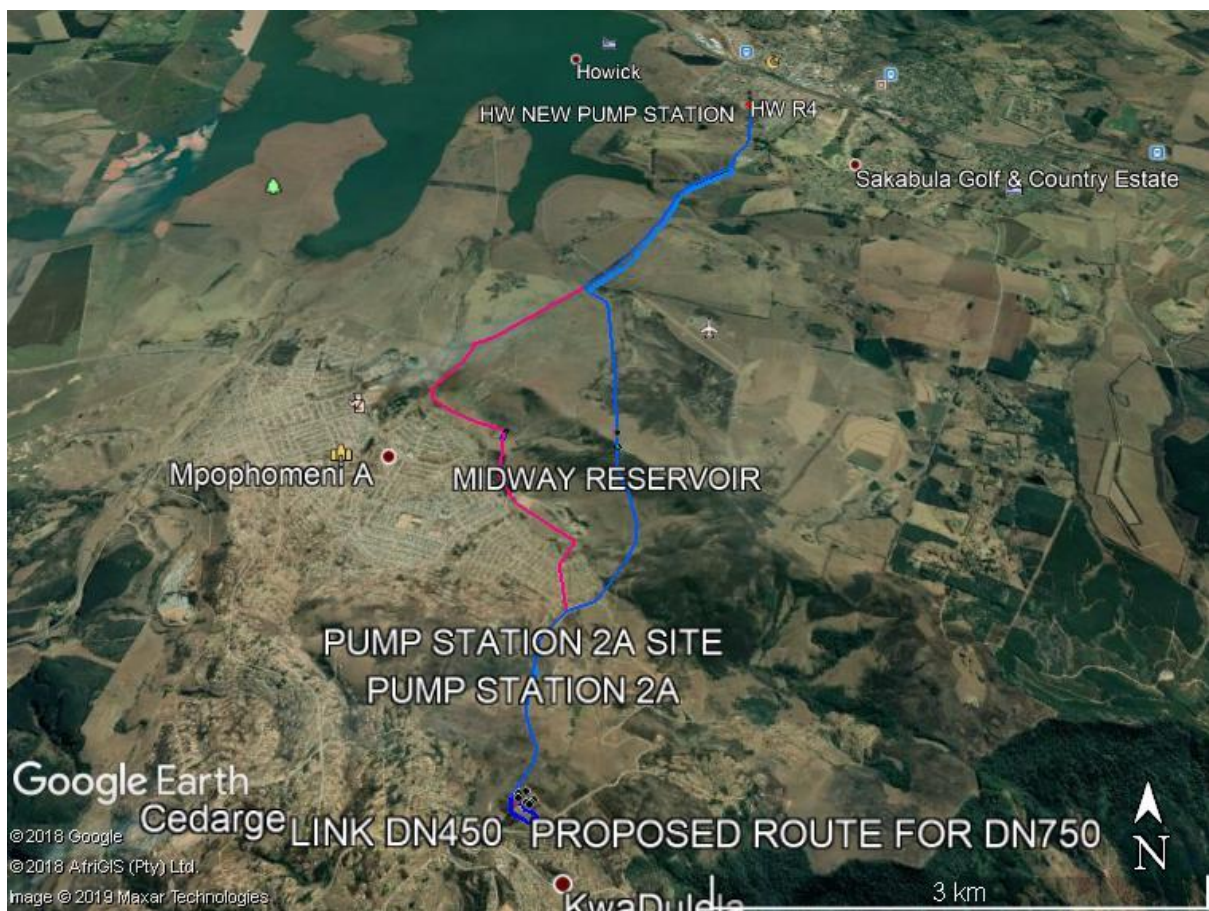 Howick
HW NEW PUMP STATION
HW R4
Sakabula Golf & Country Estate
Mpophomeni A
MIDWAY RESERVOIR
PUMP STATION 2A SITE
PUMP STATION 2A
Google Earth
©2018 Google
©2018 AfriGIS (Pty) Ltd.
Image © 2019 Maxar Technologies
Cedarge
LINK DN450
PROPOSED ROUTE FOR DN750
N
3 km